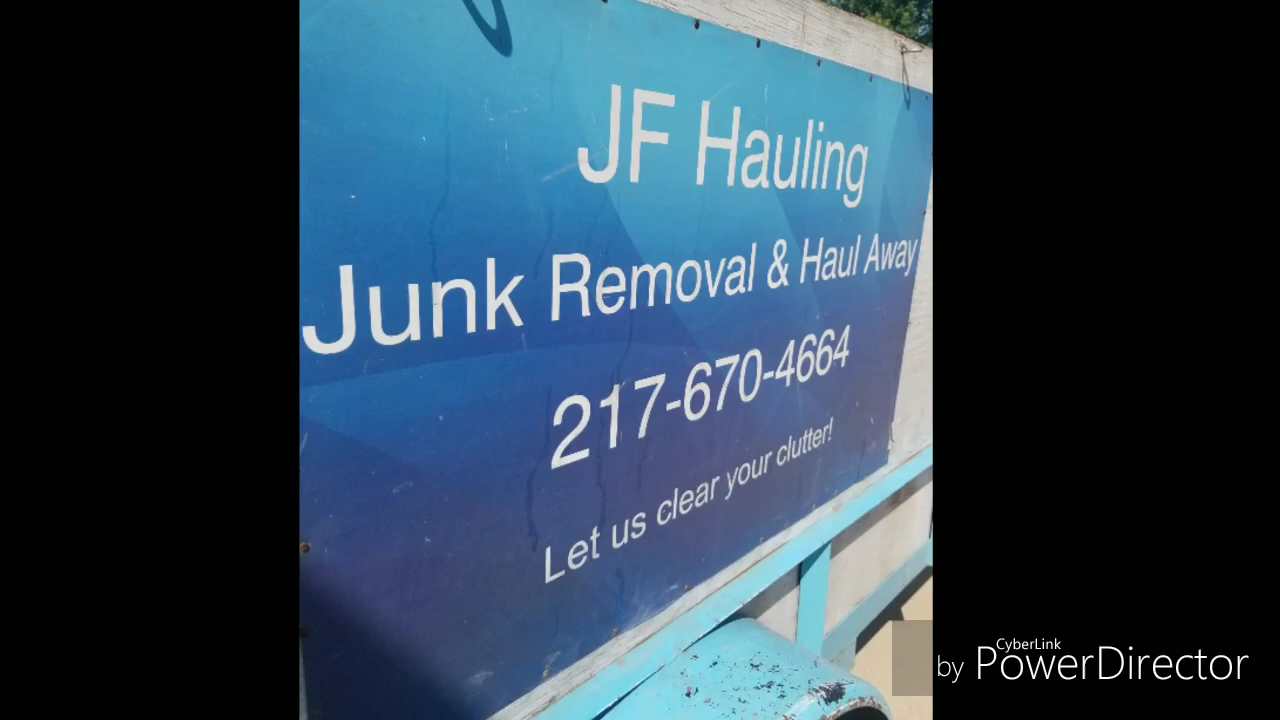 JF Hauling
Junk Removal & Haul Away
217-670-4664
Let us clear your clutter!
CyberLink
by PowerDirector